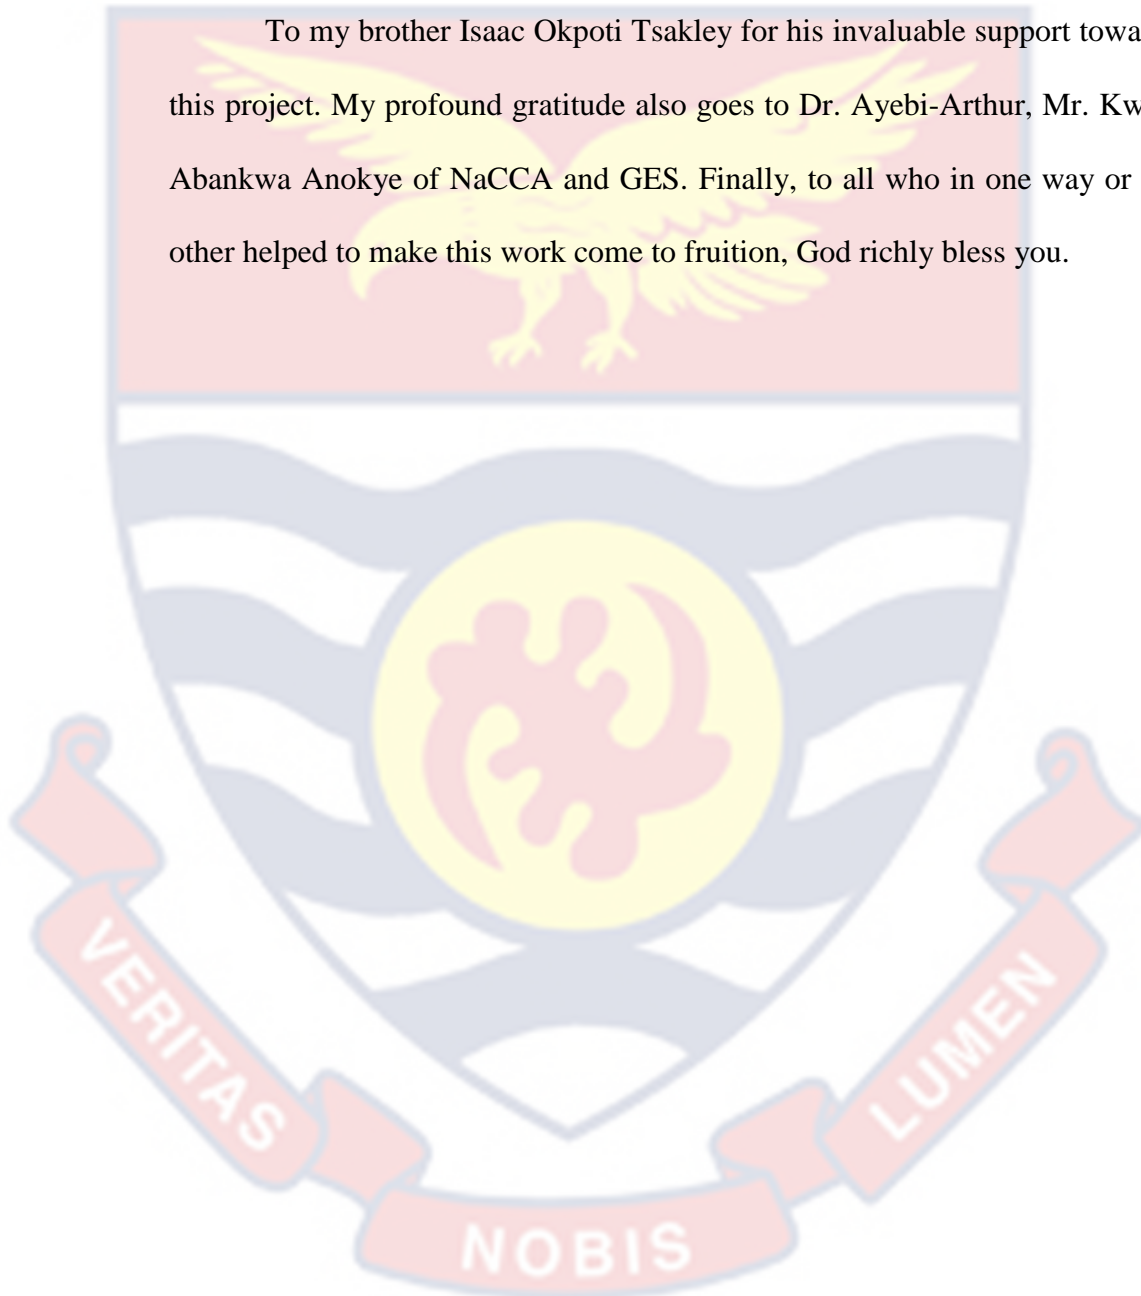 To my brother Isaac Okpoti Tsakley for his invaluable support
this project. My profound gratitude also goes to Dr. Ayebi-Arthur, Mr.
Abankwa Anokye of NaCCA and GES. Finally, to all who in one way or
other helped to make this work come to fruition, God richly bless you.
VERITAS
NOBIS
LUMEN